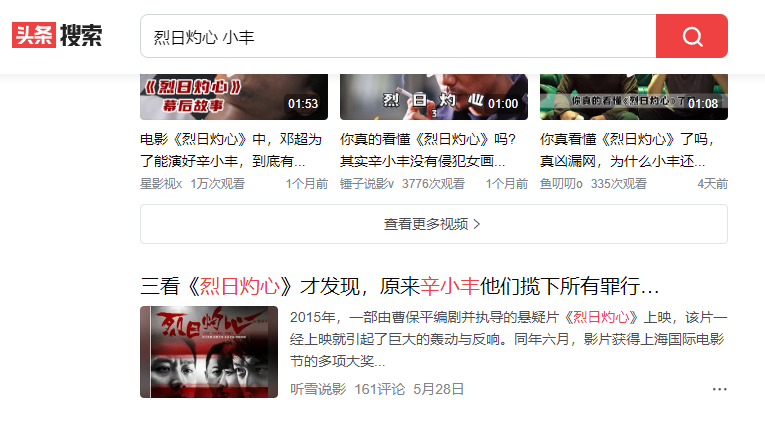 头条 搜索
烈日灼心 小丰
《烈日灼心》
幕后故事
01:53
烈日灼心
01:00
你真的看懂《烈日灼心》了
01:08
电影《烈日灼心》中，邓超为
了能演好辛小丰，到底有...
星影视x 1万次观看 1个月前
你真的看懂《烈日灼心》吗?
其实辛小丰没有侵犯女画...
锤子说影v 3776次观看 1个月前
你真看懂《烈日灼心》了吗，
真凶漏网，为什么小丰还...
鱼叨叨o 335次观看 4天前
查看更多视频 >
三看《烈日灼心》才发现，原来辛小丰他们揽下所有罪行...
烈日灼心
2015年，一部由曹保平编剧并执导的悬疑片《烈日灼心》上映，该片一
经上映就引起了巨大的轰动与反响。同年六月，影片获得上海国际电影
节的多项大奖...
听雪说影 161评论 5月28日